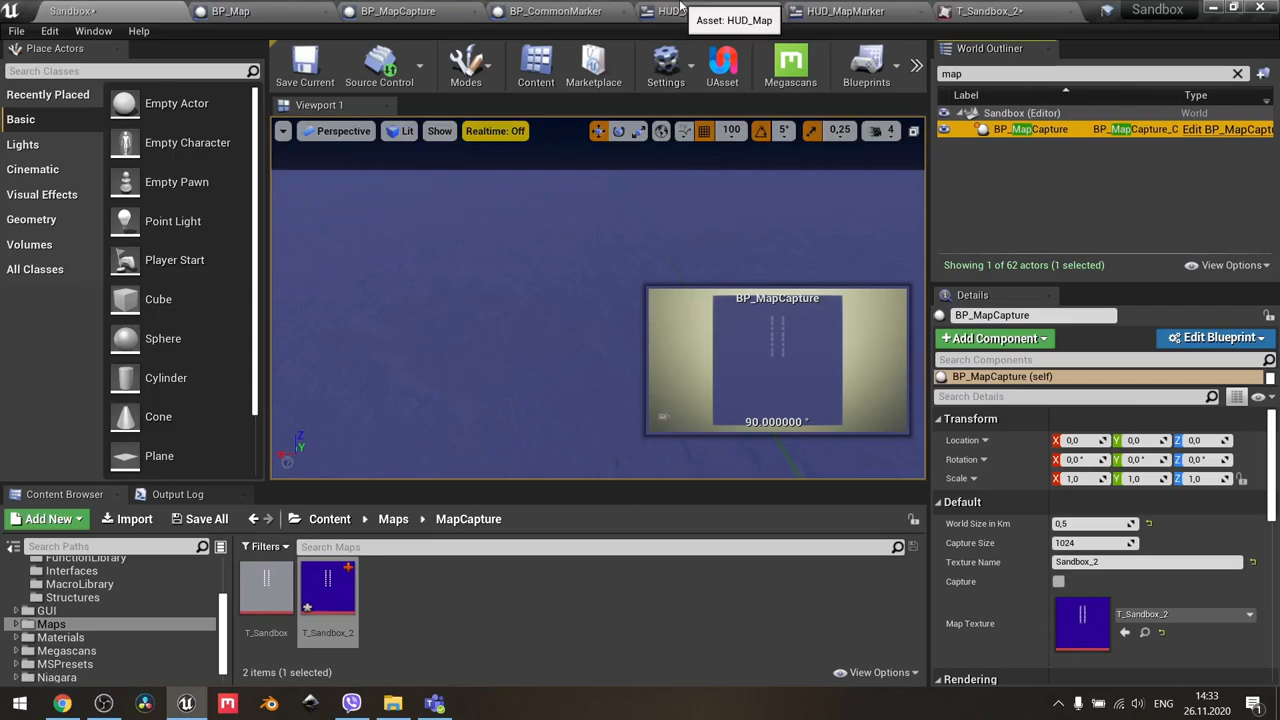 Sandbox*
BP_Map
BP_MapCapture
BP_CommonMarker
HUD_
HUD_MapMarker
T_Sandbox_2*
Sandbox
Asset: HUD_Map
File Edit Window Help
Place Actors
Search Classes
Recently Placed
Basic
Lights
Cinematic
Visual Effects
Geometry
Volumes
All Classes
Empty Actor
Empty Character
Empty Pawn
Point Light
Player Start
Cube
Sphere
Cylinder
Cone
Plane
Save Current
Source Control
Modes
Content
Marketplace
Settings
UAsset
Megascans
Blueprints
Viewport 1
Perspective
Lit
Show
Realtime: Off
100
5°
0,25
4
BP_MapCapture
90.000000 °
Z
Y
World Outliner
map
Label
Type
Sandbox (Editor)
World
BP_MapCapture
BP_MapCapture_C
Edit BP_MapCaptu
Showing 1 of 62 actors (1 selected)
View Options
Details
BP_MapCapture
Add Component
Edit Blueprint
Search Components
BP_MapCapture (self)
Search Details
Transform
Location X 0,0 Y 0,0 Z 0,0
Rotation X 0,0 ° Y 0,0 ° Z 0,0 °
Scale X 1,0 Y 1,0 Z 1,0
Default
World Size in Km 0,5
Capture Size 1024
Texture Name Sandbox_2
Capture
Map Texture T_Sandbox_2
Rendering
Content Browser
Output Log
Add New
Import
Save All
Content
Maps
MapCapture
Search Paths
Filters
Search Maps
FunctionLibrary
Interfaces
MacroLibrary
Structures
GUI
Maps
Materials
Megascans
MSPresets
Niagara
T_Sandbox
T_Sandbox_2
2 items (1 selected)
View Options
ENG
14:33
26.11.2020